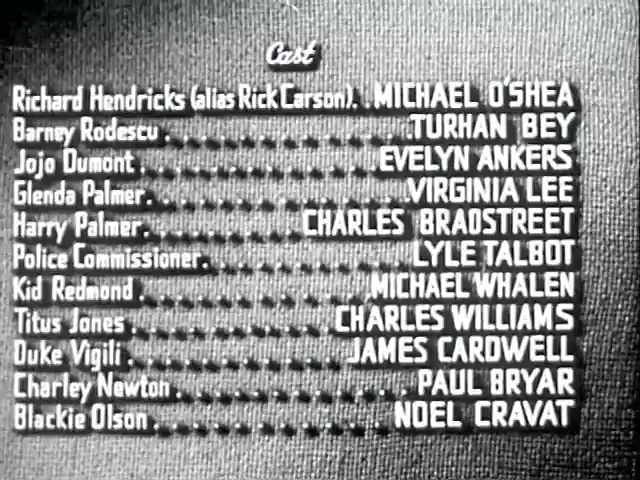 Cast
Richard Hendricks (alias Rick Carson). .MICHAEL O'SHEA
Barney Rodescu . . . . . . . . . . . .TURHAN BEY
Jojo Dumont . . . . . . . . . . . EVELYN ANKERS
Glenda Palmer. . . . . . . . . . . . VIRGINIA LEE
Harry Palmer. . . . . . . . CHARLES BRADSTREET
Police Commissioner. . . . . . . . . LYLE TALBOT
Kid Redmond . . . . . . . . . . MICHAEL WHALEN
Titus Jones . . . . . . . . . CHARLES WILLIAMS
Duke Vigili . . . . . . . . . . JAMES CARDWELL
Charley Newton . . . . . . . . . . PAUL BRYAR
Blackie Olson . . . . . . . . . . NOEL CRAVAT